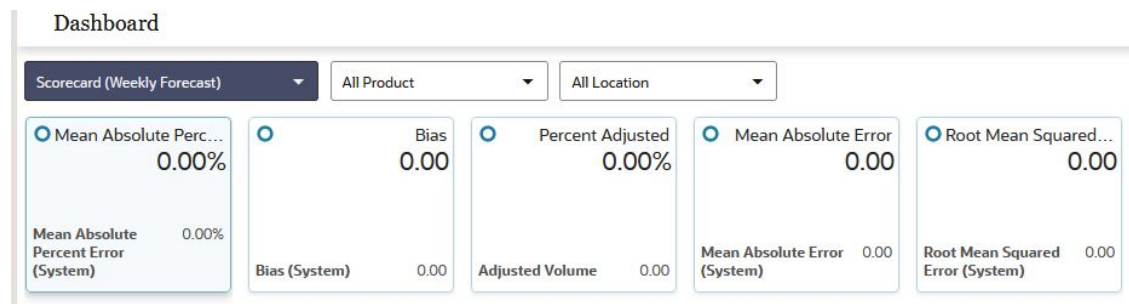 Dashboard
Scorecard (Weekly Forecast)
All Product
All Location
Mean Absolute Perc...
0.00%
Mean Absolute 0.00%
Percent Error
(System)
Bias
0.00
Bias (System) 0.00
Percent Adjusted
0.00%
Adjusted Volume 0.00
Mean Absolute Error
0.00
Mean Absolute Error 0.00
(System)
Root Mean Squared...
0.00
Root Mean Squared 0.00
Error (System)